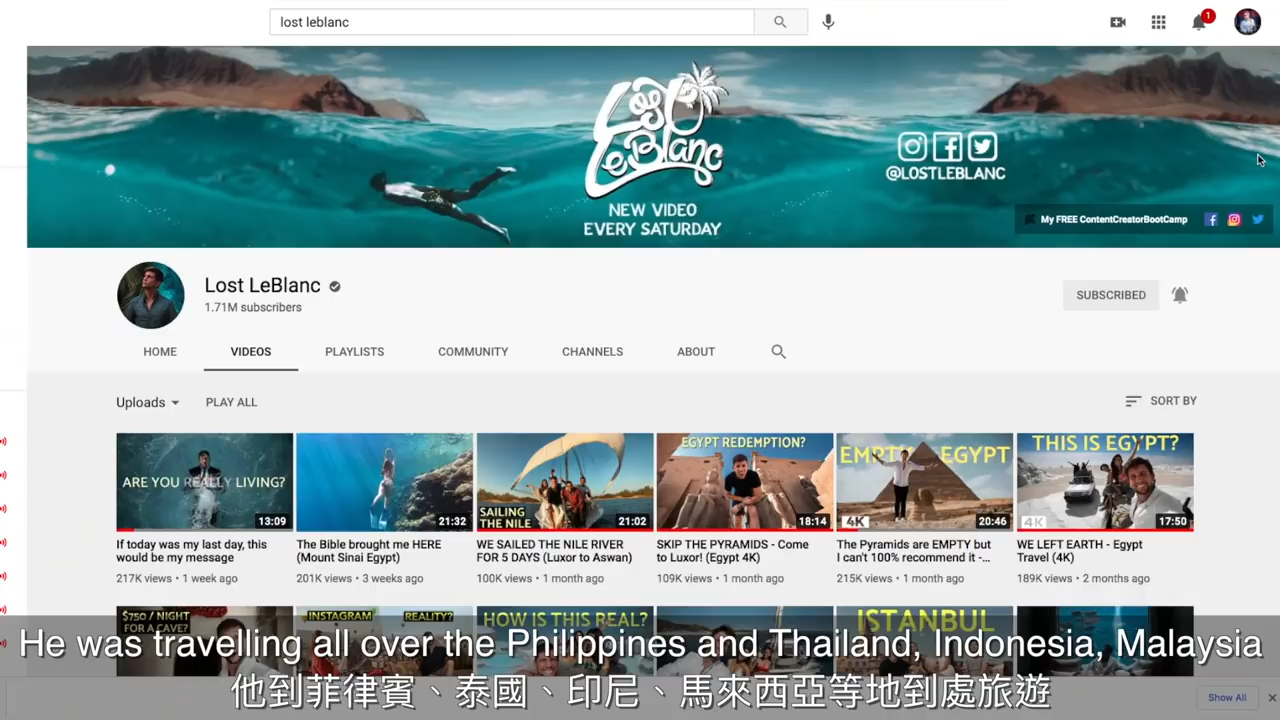 lost leblanc
1
Lost LeBlanc
NEW VIDEO
EVERY SATURDAY
@LOSTLEBLANC
My FREE ContentCreatorBootCamp
Lost LeBlanc
1.71M subscribers
SUBSCRIBED
HOME VIDEOS PLAYLISTS COMMUNITY CHANNELS ABOUT
Uploads PLAY ALL SORT BY
ARE YOU REALLY LIVING?
13:09
21:32
SAILING
THE NILE
21:02
EGYPT REDEMPTION?
18:14
EMPTY EGYPT
4K
20:46
THIS IS EGYPT?
4K
17:50
If today was my last day, this
would be my message
217K views • 1 week ago
The Bible brought me HERE
(Mount Sinai Egypt)
201K views • 3 weeks ago
WE SAILED THE NILE RIVER
FOR 5 DAYS (Luxor to Aswan)
100K views • 1 month ago
SKIP THE PYRAMIDS - Come
to Luxor! (Egypt 4K)
109K views • 1 month ago
The Pyramids are EMPTY but
I can't 100% recommend it -...
215K views • 1 month ago
WE LEFT EARTH - Egypt
Travel (4K)
189K views • 2 months ago
$750 / NIGHT
FOR A CAVE?
INSTAGRAM REALITY?
HOW IS THIS REAL?
ISTANBUL
He was travelling all over the Philippines and Thailand, Indonesia, Malaysia
他到菲律賓、泰國、印尼、馬來西亞等地到處旅遊
Show All